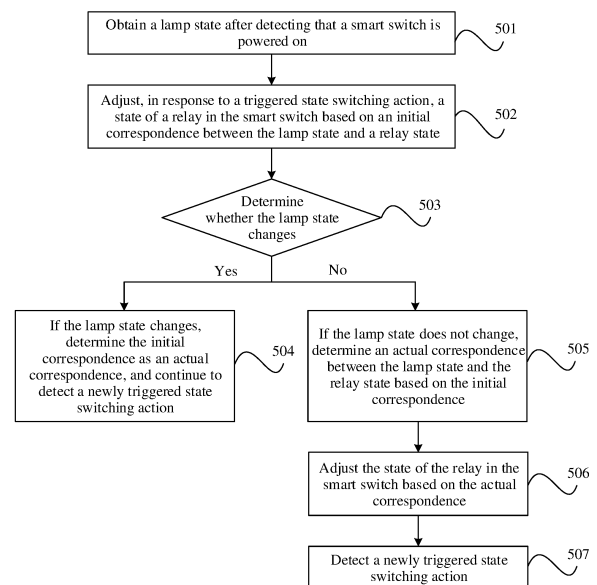 Obtain a lamp state after detecting that a smart switch is
powered on
501
Adjust, in response to a triggered state switching action, a
state of a relay in the smart switch based on an initial
correspondence between the lamp state and a relay state
502
Determine
whether the lamp state
changes
503
Yes
No
If the lamp state changes,
determine the initial
correspondence as an actual
correspondence, and continue to
detect a newly triggered state
switching action
504
If the lamp state does not change,
determine an actual correspondence
between the lamp state and the
relay state based on the initial
correspondence
505
Adjust the state of the relay in the
smart switch based on the actual
correspondence
506
Detect a newly triggered state
switching action
507